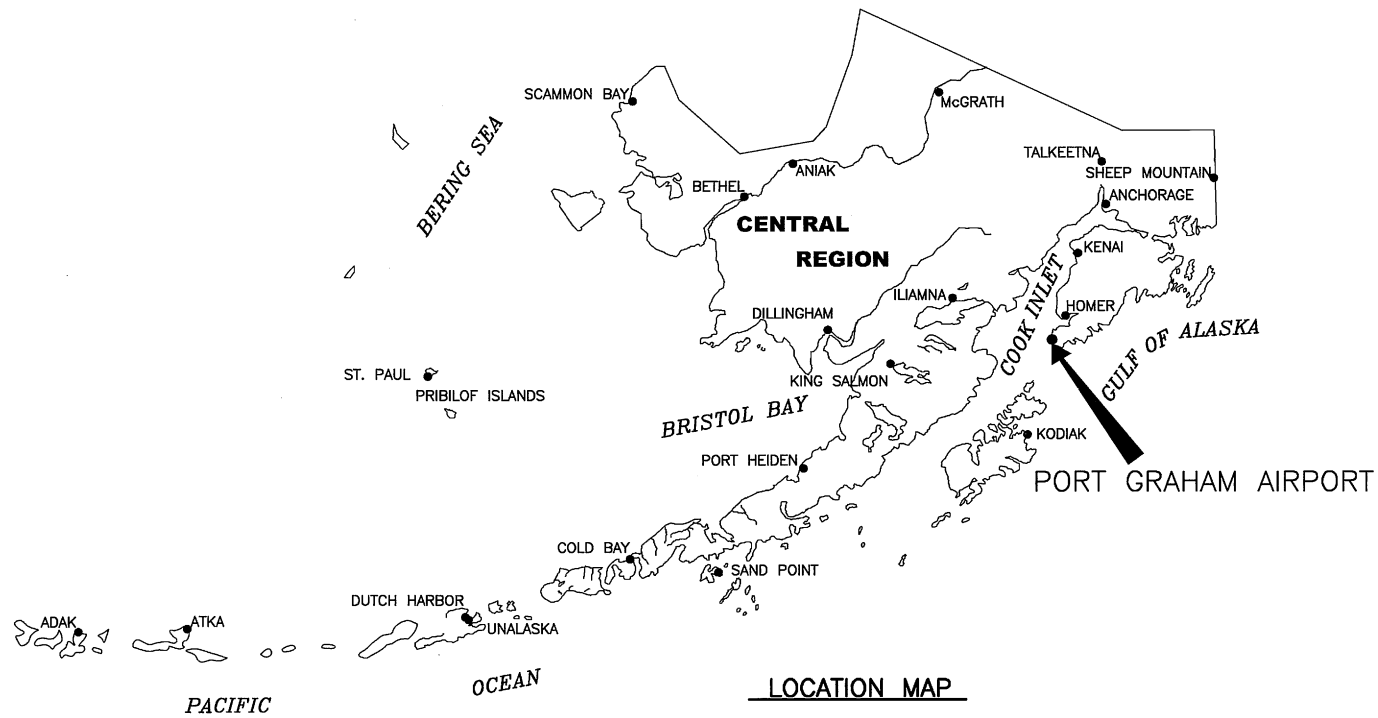 SCAMMON BAY
McGRATH
BERING SEA
TALKEETNA
SHEEP MOUNTAIN
ANIAK
BETHEL
ANCHORAGE
CENTRAL
REGION
KENAI
COOK INLET
ILIAMNA
HOMER
DILLINGHAM
GULF OF ALASKA
ST. PAUL
PRIBILOF ISLANDS
KING SALMON
BRISTOL BAY
KODIAK
PORT HEIDEN
PORT GRAHAM AIRPORT
COLD BAY
SAND POINT
DUTCH HARBOR
UNALASKA
ADAK
ATKA
PACIFIC
OCEAN
LOCATION MAP